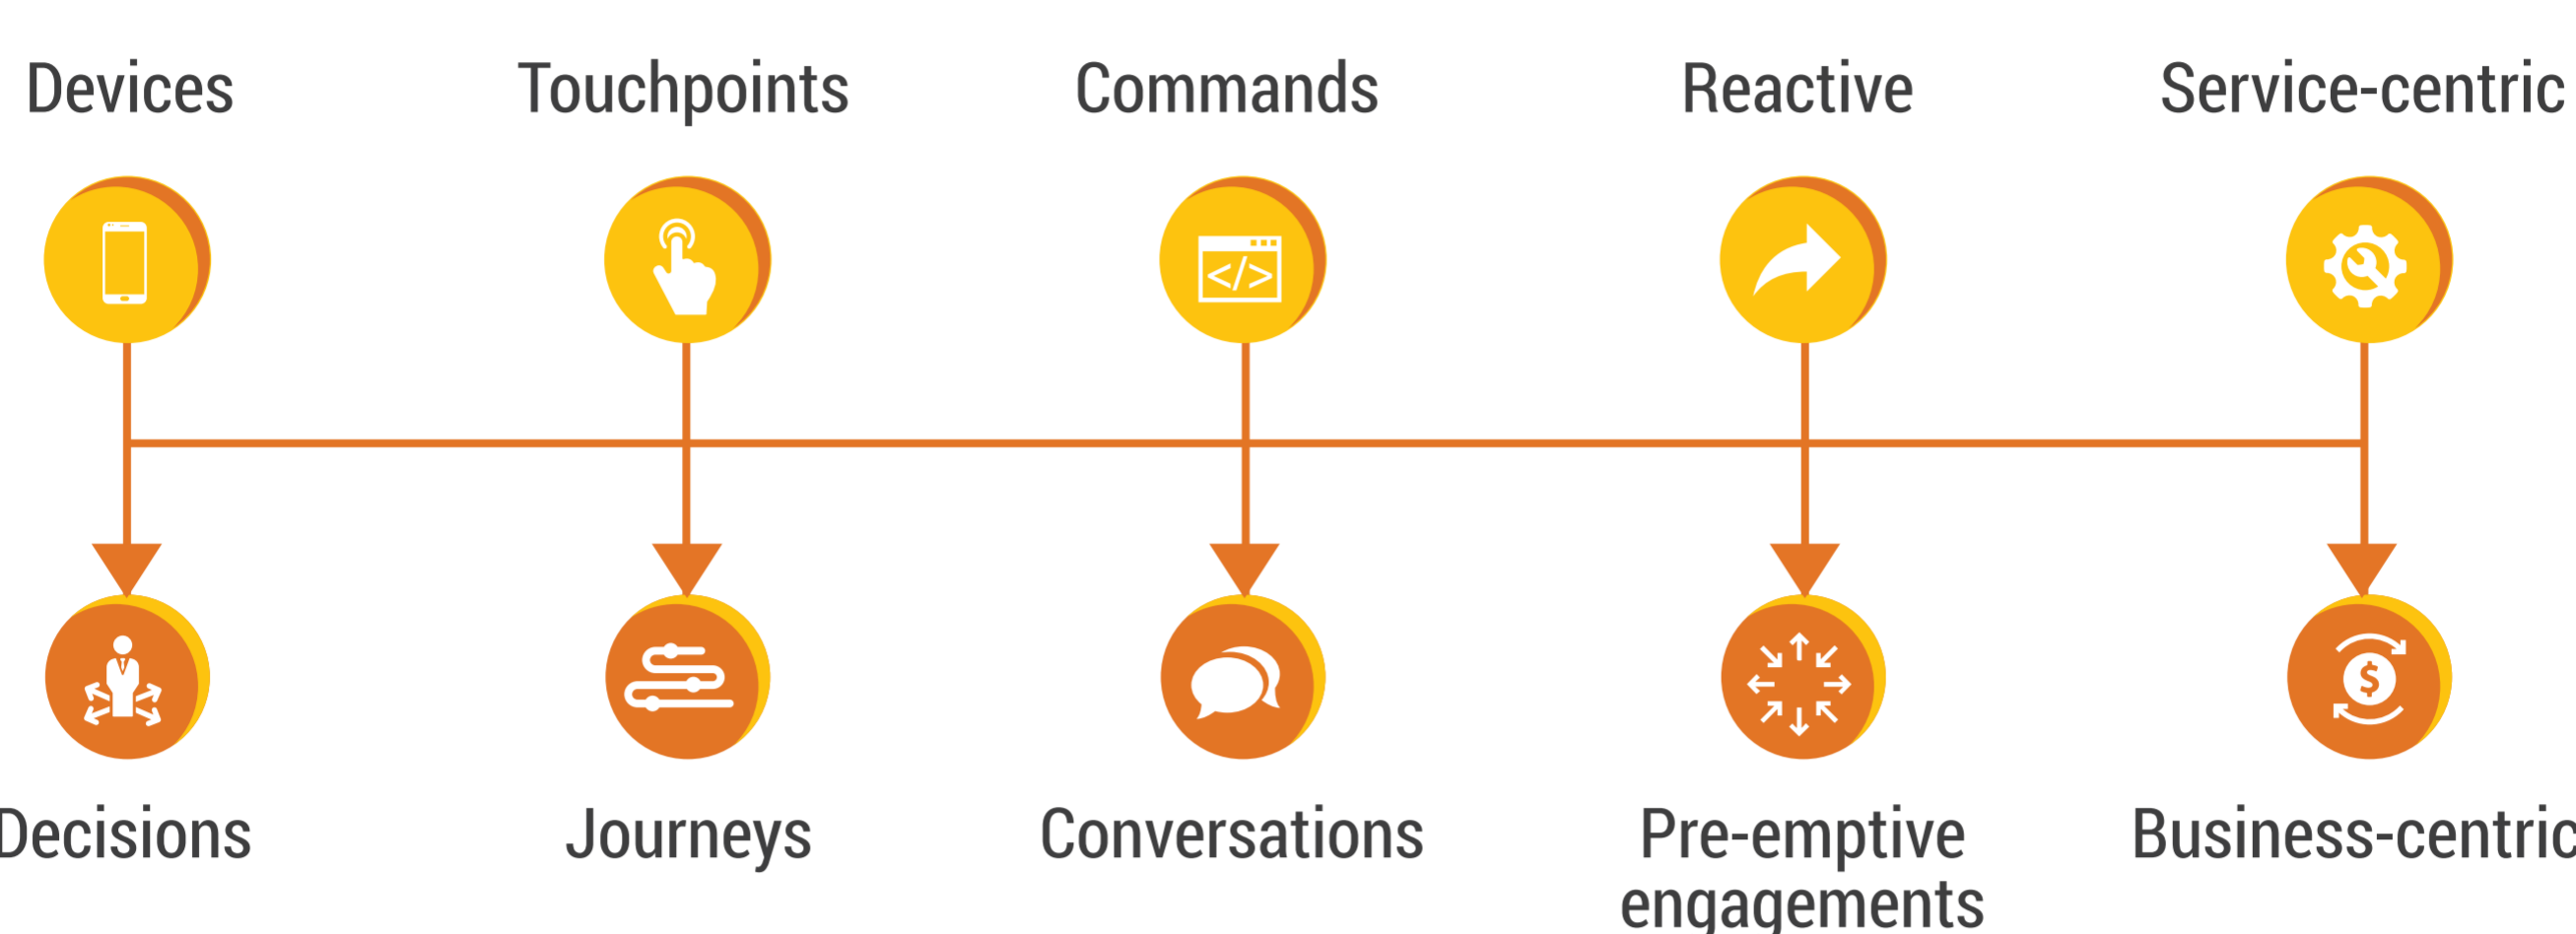 Devices
Touchpoints
Commands
Reactive
Service-centric
</>
Decisions
Journeys
Conversations
Pre-emptive
engagements
Business-centric
$